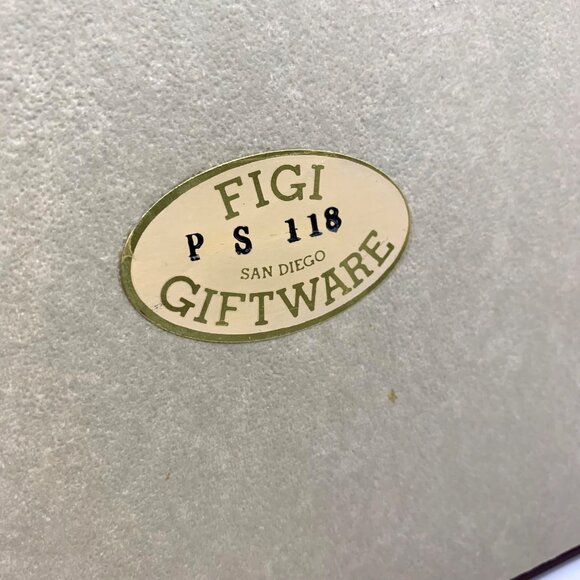 FIGI
P S 118
SAN DIEGO
GIFTWARE